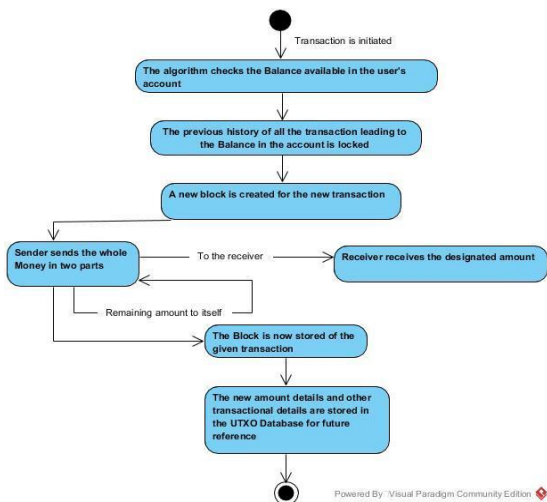 Transaction is initiated
The algorithm checks the Balance available in the user's
account
The previous history of all the transaction leading to
the Balance in the account is locked
A new block is created for the new transaction
Sender sends the whole
Money in two parts
To the receiver
Receiver receives the designated amount
Remaining amount to itself
The Block is now stored of the
given transaction
The new amount details and other
transactional details are stored in
the UTXO Database for future
reference
Powered By Visual Paradigm Community Edition